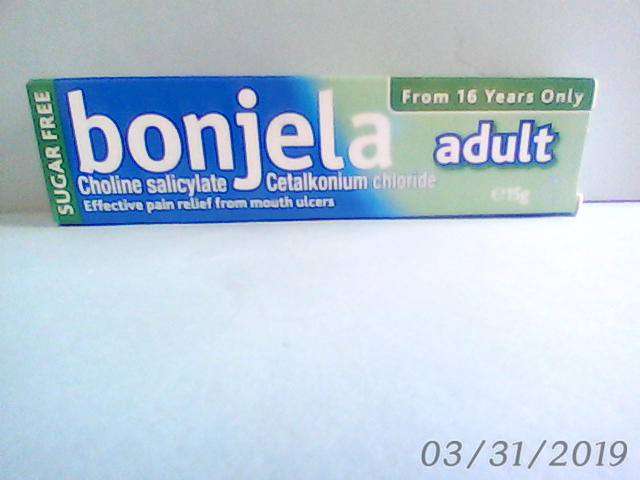 SUGAR FREE
bonjela
From 16 Years Only
adult
Choline salicylate Cetalkonium chloride
Effective pain relief from mouth ulcers
℮15g
03/31/2019